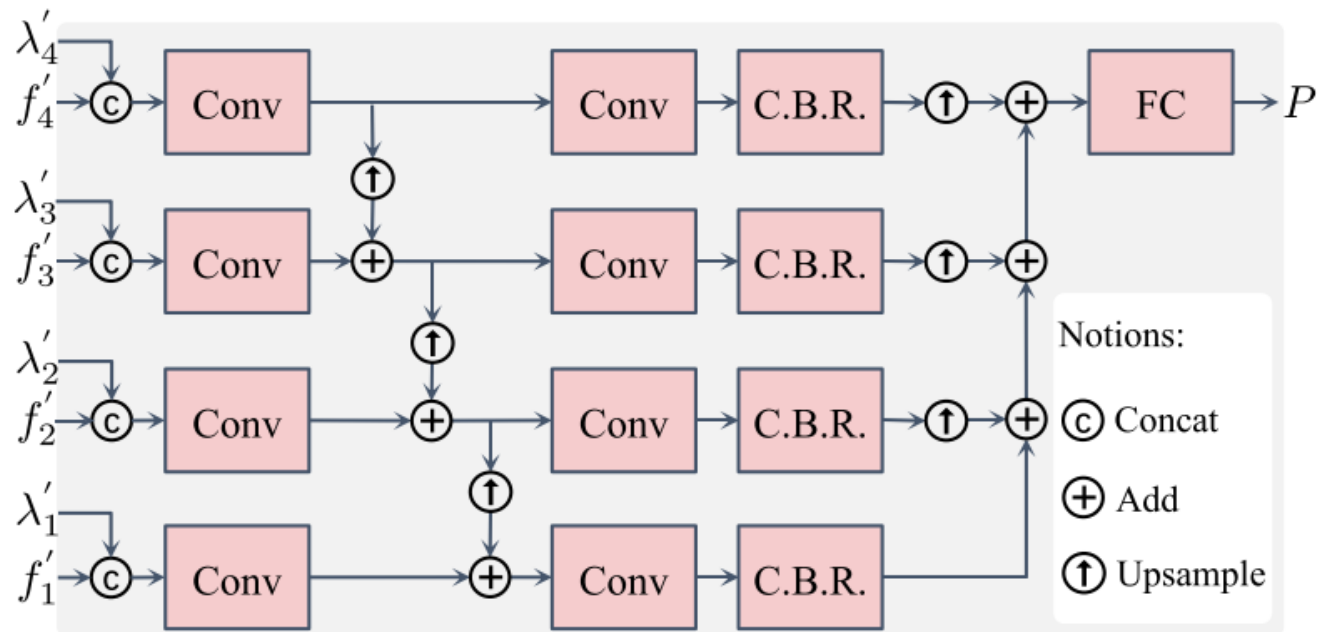 λ'4
f'4 c Conv Conv C.B.R. ↑ + FC P
↑
λ'3
f'3 c Conv + Conv C.B.R. ↑ +
↑
λ'2
f'2 c Conv + Conv C.B.R. ↑ +
↑
λ'1
f'1 c Conv + Conv C.B.R.
Notions:
c Concat
+ Add
↑ Upsample